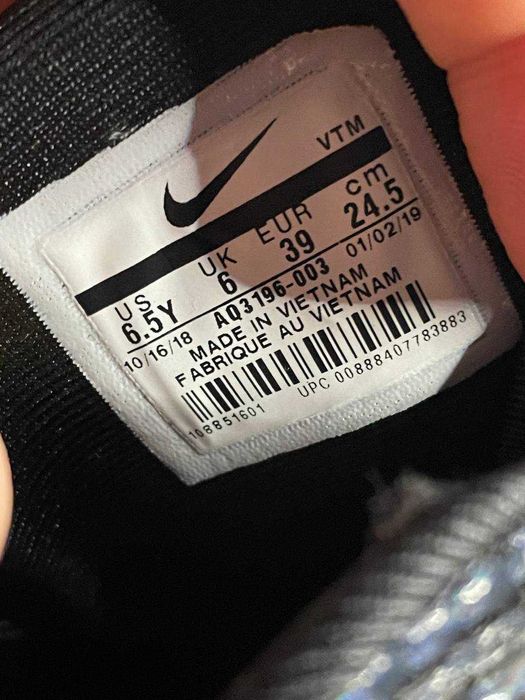 VTM
US UK EUR cm
6.5Y 6 39 24.5
10/16/18 AQ3196-003 01/02/19
MADE IN VIETNAM
FABRIQUE AU VIETNAM
108851601 UPC 00888407783883